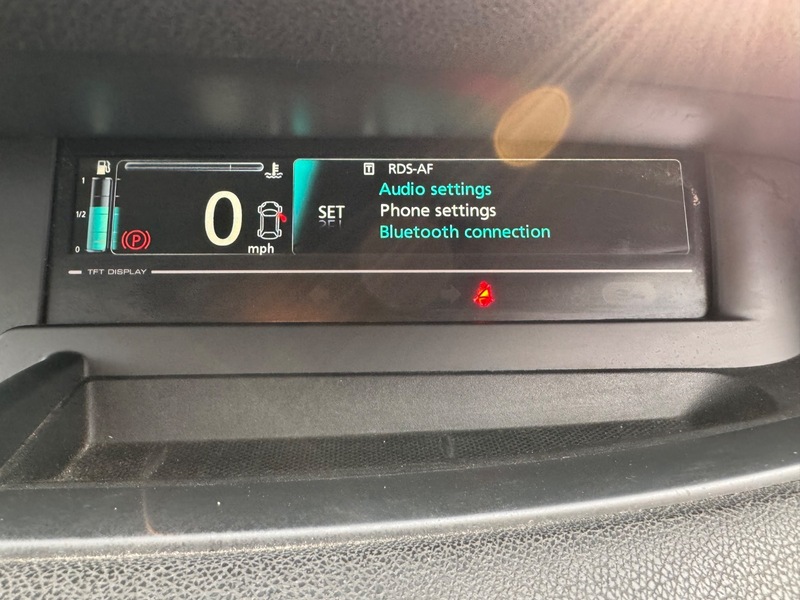 RDS-AF
1
Audio settings
1/2
0
SET
Phone settings
P
Bluetooth connection
0
mph
TFT DISPLAY